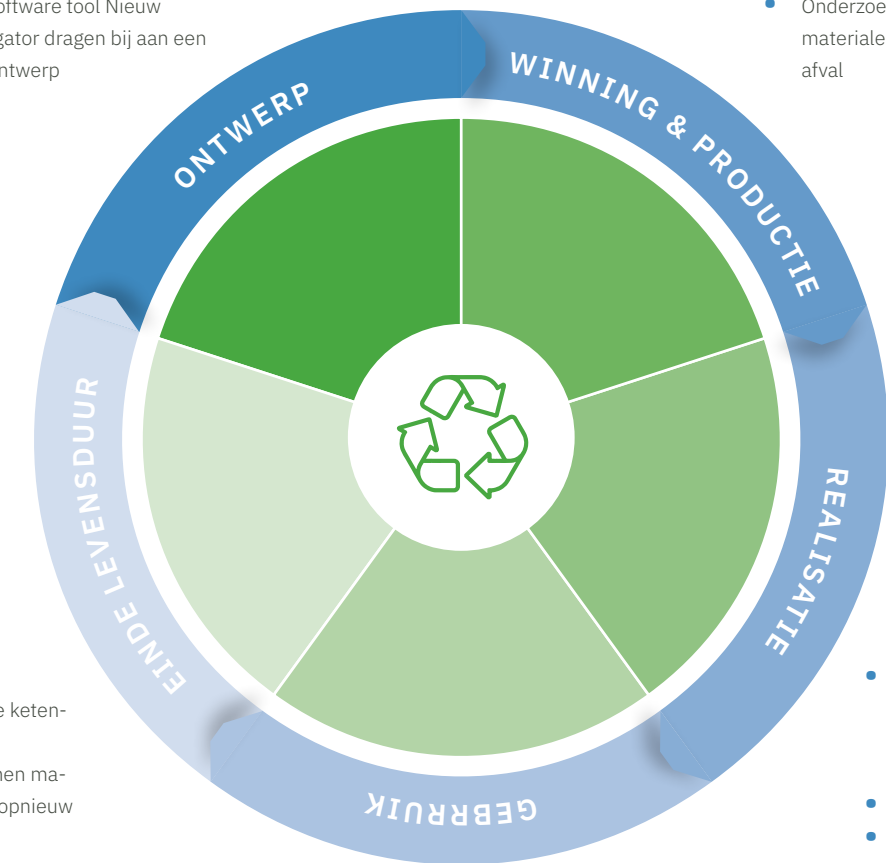 oftware tool Nieuw
gator dragen bij aan een
ntwerp
Onderzoe
materiale
afval
ONTWERP
WINNING & PRODUCTIE
REALISATIE
GEBRRUIK
EINDE LEVENSDUUR
e keten-
nen ma-
opnieuw